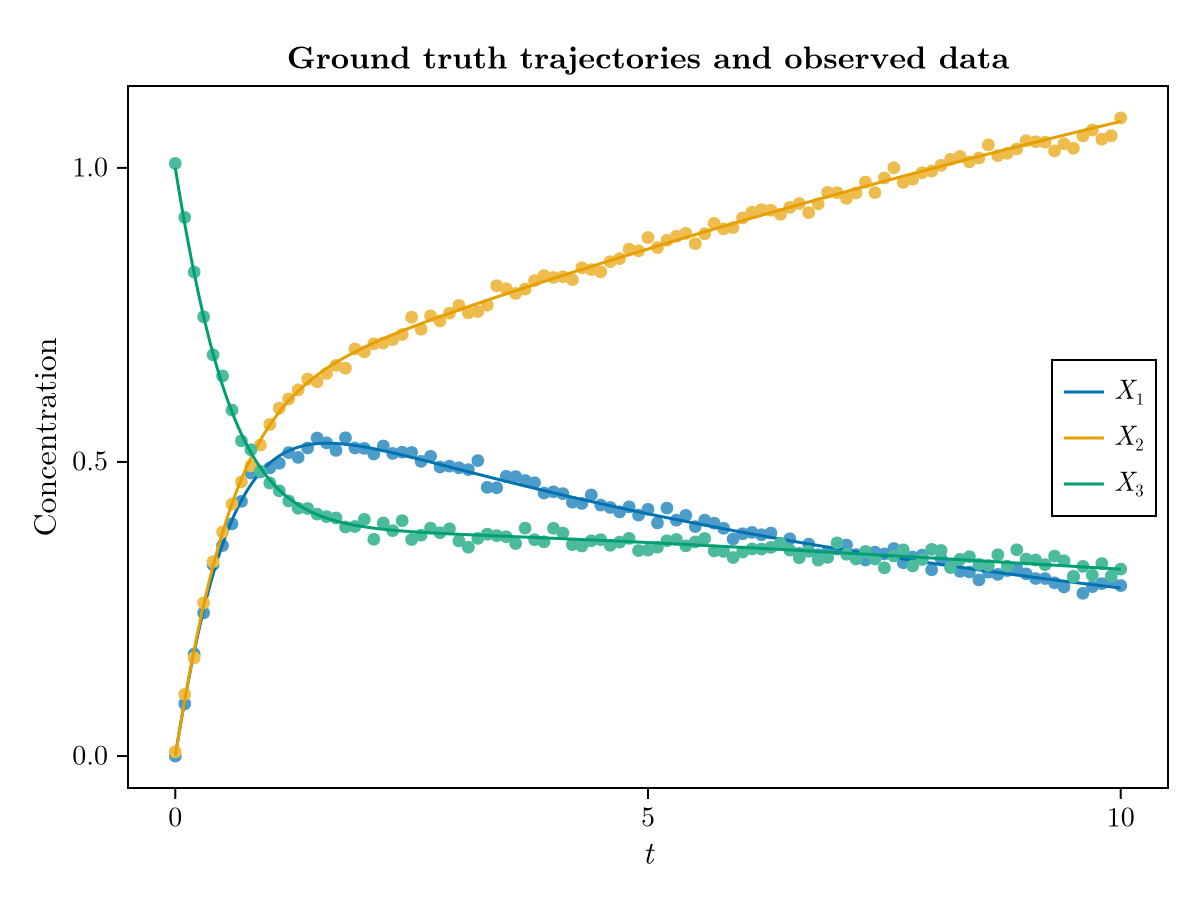 Ground truth trajectories and observed data
Concentration
1.0
0.5
0.0
0
5
10
t
X₁
X₂
X₃